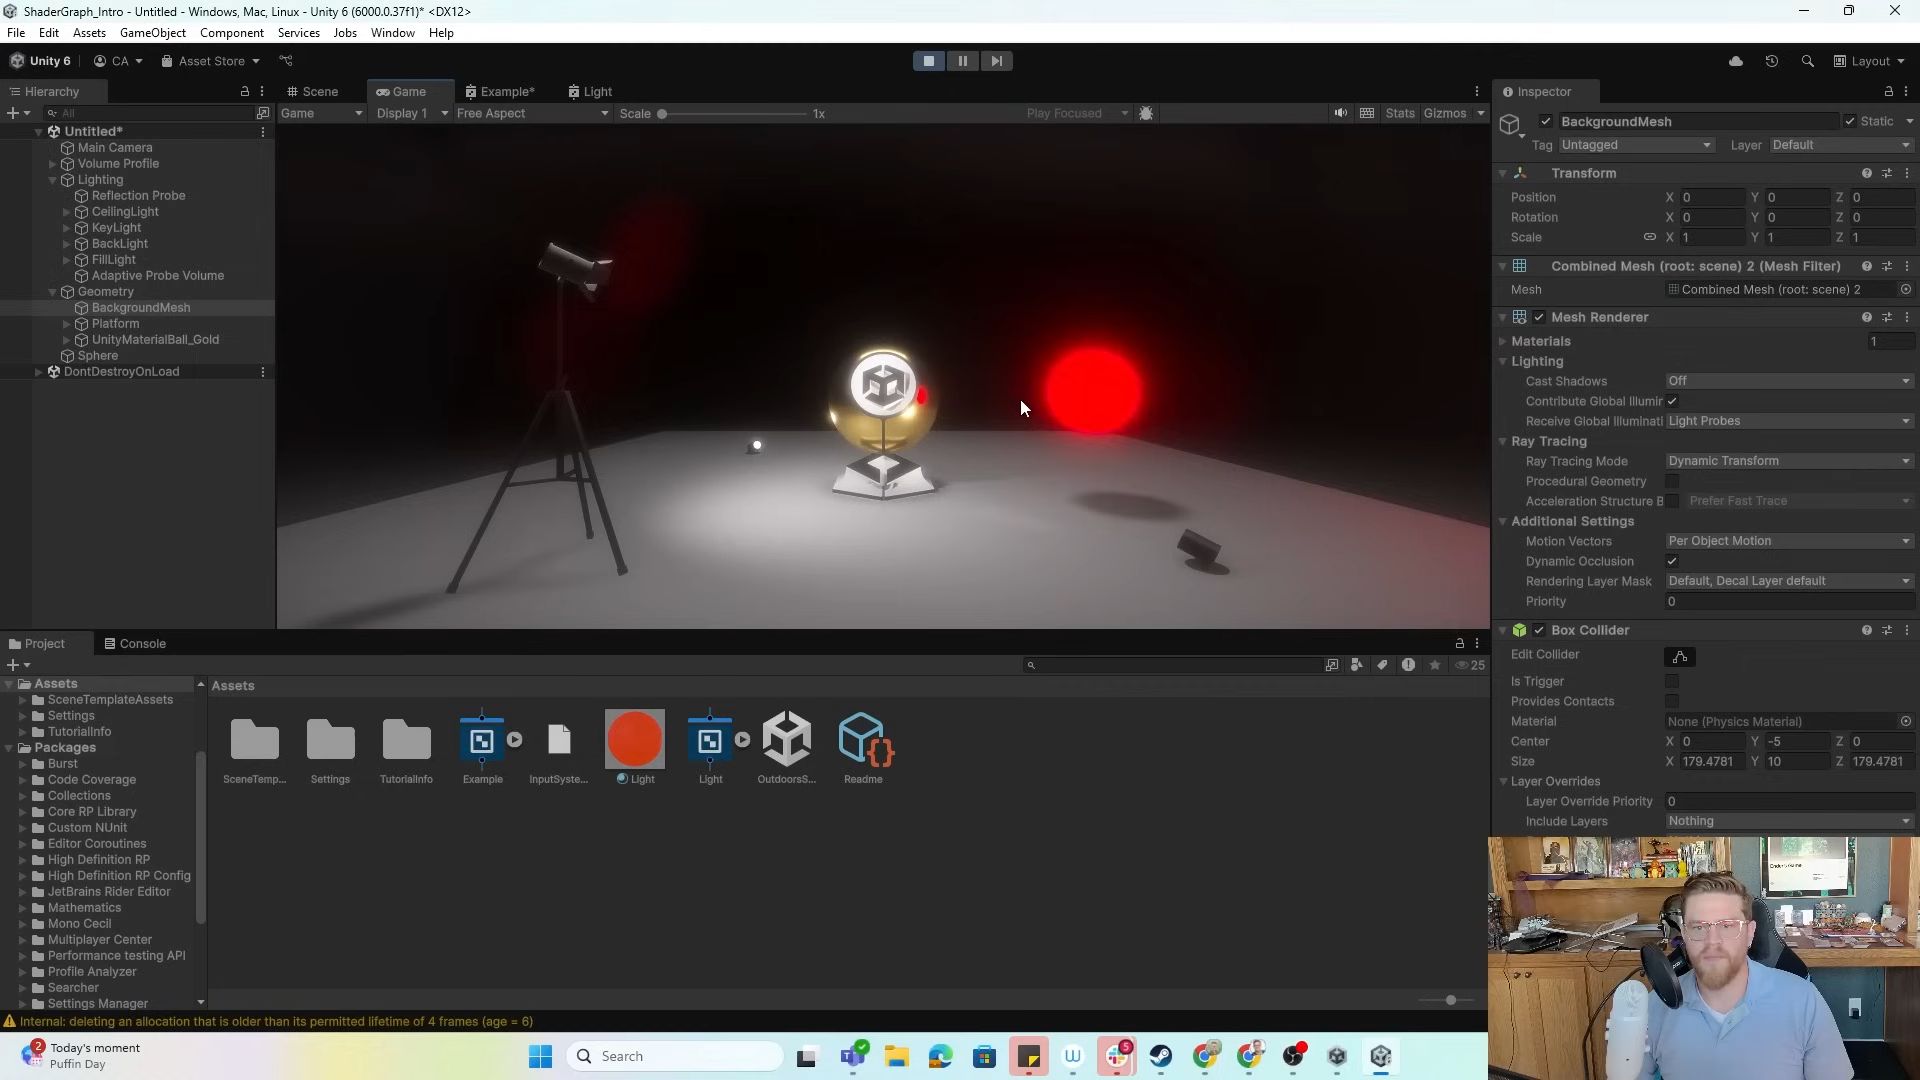 ShaderGraph_Intro - Untitled - Windows, Mac, Linux - Unity 6 (6000.0.37f1)* <DX12>
File Edit Assets GameObject Component Services Jobs Window Help
Unity 6 CA Asset Store Layout
Hierarchy Scene Game Example* Light Inspector
All Game Display 1 Free Aspect Scale 1x Play Focused Stats Gizmos
BackgroundMesh Static
Tag Untagged Layer Default
Untitled*
Main Camera
Volume Profile
Lighting
Reflection Probe
CeilingLight
KeyLight
BackLight
FillLight
Adaptive Probe Volume
Geometry
BackgroundMesh
Platform
UnityMaterialBall_Gold
Sphere
DontDestroyOnLoad
Transform
Position X 0 Y 0 Z 0
Rotation X 0 Y 0 Z 0
Scale X 1 Y 1 Z 1
Combined Mesh (root: scene) 2 (Mesh Filter)
Mesh Combined Mesh (root: scene) 2
Mesh Renderer
Materials 1
Lighting
Cast Shadows Off
Contribute Global Illumir
Receive Global Illuminati Light Probes
Ray Tracing
Ray Tracing Mode Dynamic Transform
Procedural Geometry
Acceleration Structure B Prefer Fast Trace
Additional Settings
Motion Vectors Per Object Motion
Dynamic Occlusion
Rendering Layer Mask Default, Decal Layer default
Priority 0
Box Collider
Edit Collider
Is Trigger
Provides Contacts
Material None (Physics Material)
Center X 0 Y -5 Z 0
Size X 179.4781 Y 10 Z 179.4781
Layer Overrides
Layer Override Priority 0
Include Layers Nothing
Project Console
25
Assets
SceneTemplateAssets
Settings
TutorialInfo
Packages
Burst
Code Coverage
Collections
Core RP Library
Custom NUnit
Editor Coroutines
High Definition RP
High Definition RP Config
JetBrains Rider Editor
Mathematics
Mono Cecil
Multiplayer Center
Performance testing API
Profile Analyzer
Searcher
Settings Manager
Assets
SceneTemp... Settings TutorialInfo Example InputSyste... Light Light OutdoorsS... Readme
Internal: deleting an allocation that is older than its permitted lifetime of 4 frames (age = 6)
2 Today's moment
Puffin Day
Search
5